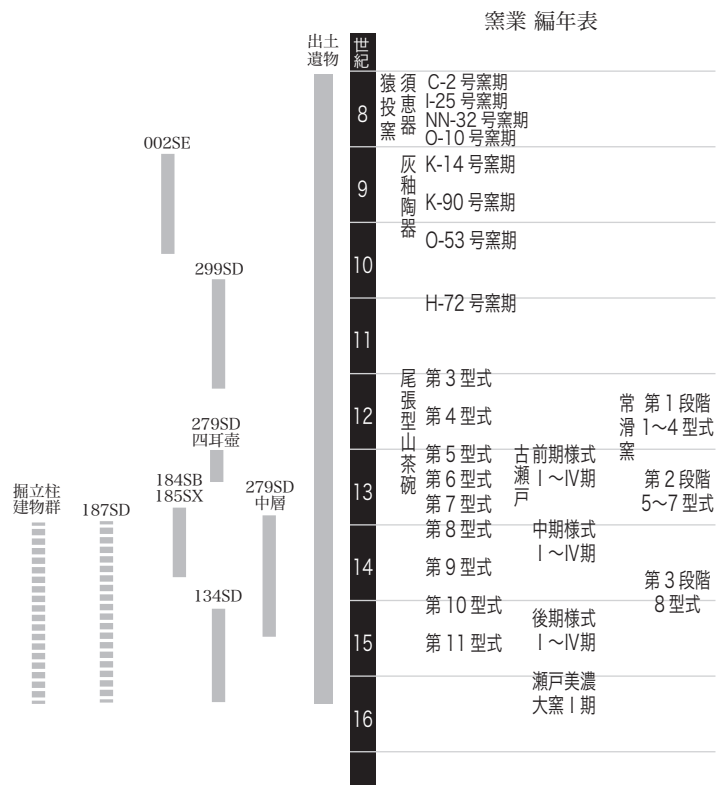 窯業 編年表
出土
遺物
世紀
8
9
10
11
12
13
14
15
16
002SE
299SD
279SD
四耳壺
184SB
185SX
279SD
中層
掘立柱
建物群
187SD
134SD
猿投窯
須恵器
C-2 号窯期
I-25 号窯期
NN-32 号窯期
O-10 号窯期
灰釉陶器
K-14 号窯期
K-90 号窯期
O-53 号窯期
H-72 号窯期
尾張型山茶碗
第 3 型式
第 4 型式
第 5 型式
第 6 型式
第 7 型式
第 8 型式
第 9 型式
第 10 型式
第 11 型式
古瀬戸
前期様式
Ⅰ～Ⅳ期
中期様式
Ⅰ～Ⅳ期
後期様式
Ⅰ～Ⅳ期
瀬戸美濃
大窯Ⅰ期
常滑窯
第 1 段階
1～4 型式
第 2 段階
5～7 型式
第 3 段階
8 型式